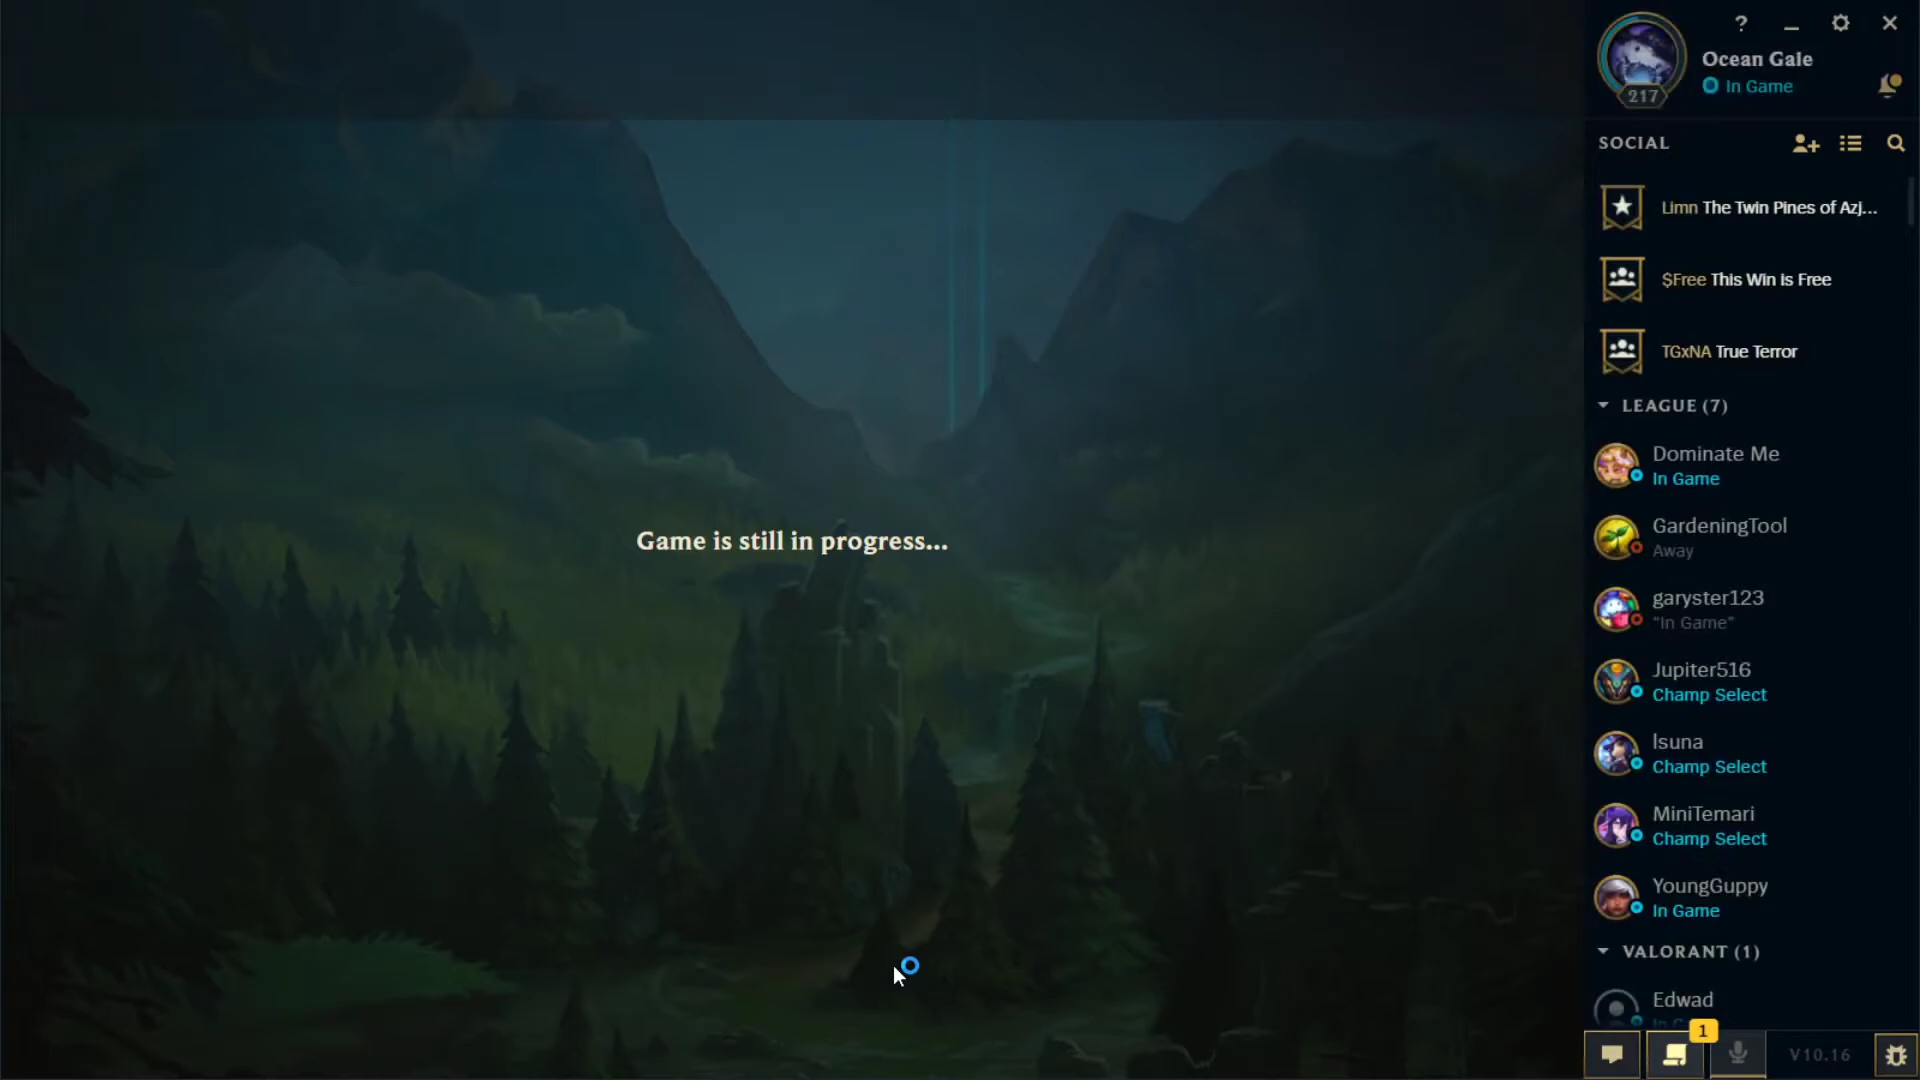 ?
Ocean Gale
In Game
217
SOCIAL
Limn The Twin Pines of Azj...
$Free This Win is Free
TGxNA True Terror
LEAGUE (7)
Dominate Me
In Game
GardeningTool
Away
garyster123
"In Game"
Jupiter516
Champ Select
Isuna
Champ Select
MiniTemari
Champ Select
YoungGuppy
In Game
VALORANT (1)
Edwad
1
V10.16
Game is still in progress...